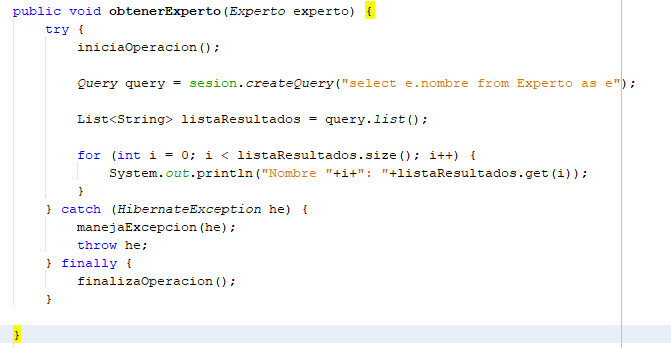 public void obtenerExperto(Experto experto) {
try {
iniciaOperacion();
Query query = sesion.createQuery("select e.nombre from Experto as e");
List<String> listaResultados = query.list();
for (int i = 0; i < listaResultados.size(); i++) {
System.out.println("Nombre "+i+": "+listaResultados.get(i));
}
} catch (HibernateException he) {
manejaExcepcion(he);
throw he;
} finally {
finalizaOperacion();
}
}